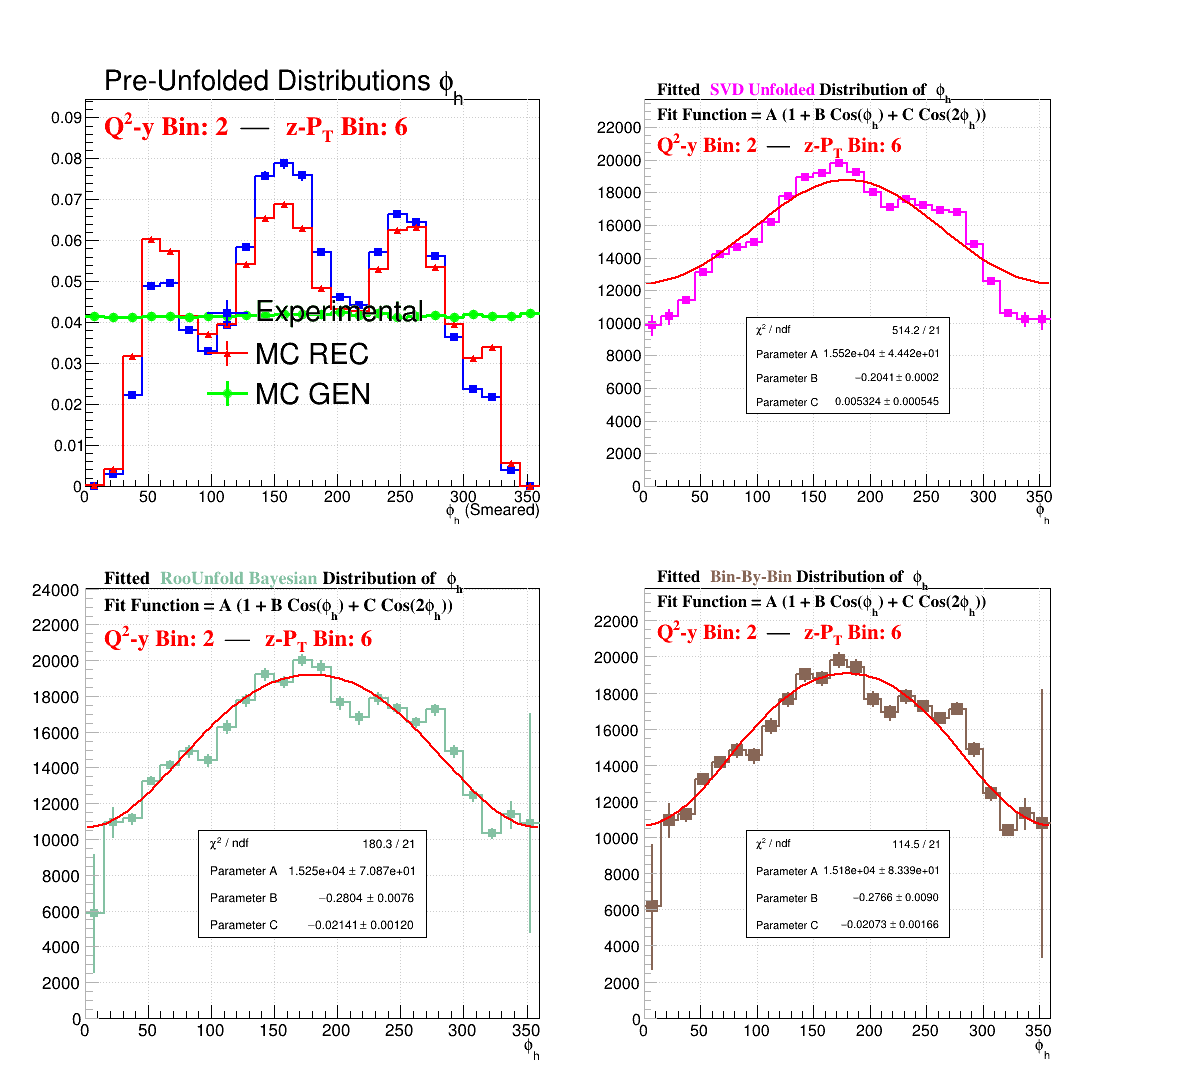 Pre-Unfolded Distributions ϕh
Q²-y Bin: 2 — z-PT Bin: 6
0.09
0.08
0.07
0.06
0.05
0.04
0.03
0.02
0.01
0
Experimental
MC REC
MC GEN
0 50 100 150 200 250 300 350
ϕh (Smeared)
Fitted SVD Unfolded Distribution of ϕh
Fit Function = A (1 + B Cos(ϕh) + C Cos(2ϕh))
Q²-y Bin: 2 — z-PT Bin: 6
22000
20000
18000
16000
14000
12000
10000
8000
6000
4000
2000
0
χ² / ndf 514.2 / 21
Parameter A 1.552e+04 ± 4.442e+01
Parameter B −0.2041 ± 0.0002
Parameter C 0.005324 ± 0.000545
0 50 100 150 200 250 300 350
ϕh
Fitted RooUnfold Bayesian Distribution of ϕh
Fit Function = A (1 + B Cos(ϕh) + C Cos(2ϕh))
Q²-y Bin: 2 — z-PT Bin: 6
24000
22000
20000
18000
16000
14000
12000
10000
8000
6000
4000
2000
0
χ² / ndf 180.3 / 21
Parameter A 1.525e+04 ± 7.087e+01
Parameter B −0.2804 ± 0.0076
Parameter C −0.02141 ± 0.00120
0 50 100 150 200 250 300 350
ϕh
Fitted Bin-By-Bin Distribution of ϕh
Fit Function = A (1 + B Cos(ϕh) + C Cos(2ϕh))
Q²-y Bin: 2 — z-PT Bin: 6
22000
20000
18000
16000
14000
12000
10000
8000
6000
4000
2000
0
χ² / ndf 114.5 / 21
Parameter A 1.518e+04 ± 8.339e+01
Parameter B −0.2766 ± 0.0090
Parameter C −0.02073 ± 0.00166
0 50 100 150 200 250 300 350
ϕh